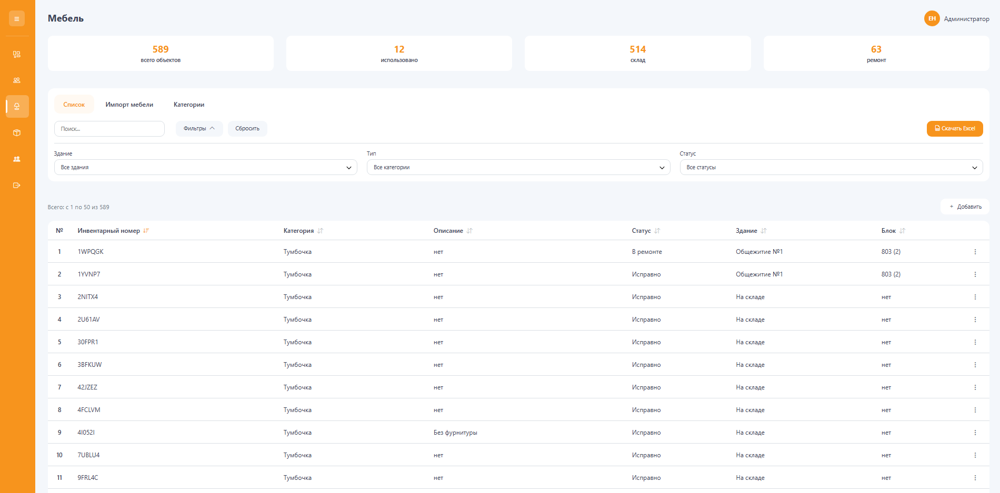 Мебель
EH Администратор
589
всего объектов
12
использовано
514
склад
63
ремонт
Список Импорт мебели Категории
Поиск... Фильтры Сбросить Скачать Excel
Здание Тип Статус
Все здания Все категории Все статусы
Всего: с 1 по 50 из 589 + Добавить
№ Инвентарный номер Категория Описание Статус Здание Блок
1 1WPQGK Тумбочка нет В ремонте Общежитие №1 803 (2)
2 1YVNP7 Тумбочка нет Исправно Общежитие №1 803 (2)
3 2NITX4 Тумбочка нет Исправно На складе нет
4 2U61AV Тумбочка нет Исправно На складе нет
5 30FPR1 Тумбочка нет Исправно На складе нет
6 3BFKUW Тумбочка нет Исправно На складе нет
7 42JZEZ Тумбочка нет Исправно На складе нет
8 4FCLVM Тумбочка нет Исправно На складе нет
9 4I052I Тумбочка Без фурнитуры Исправно На складе нет
10 7UBLU4 Тумбочка нет Исправно На складе нет
11 9FRL4C Тумбочка нет Исправно На складе нет